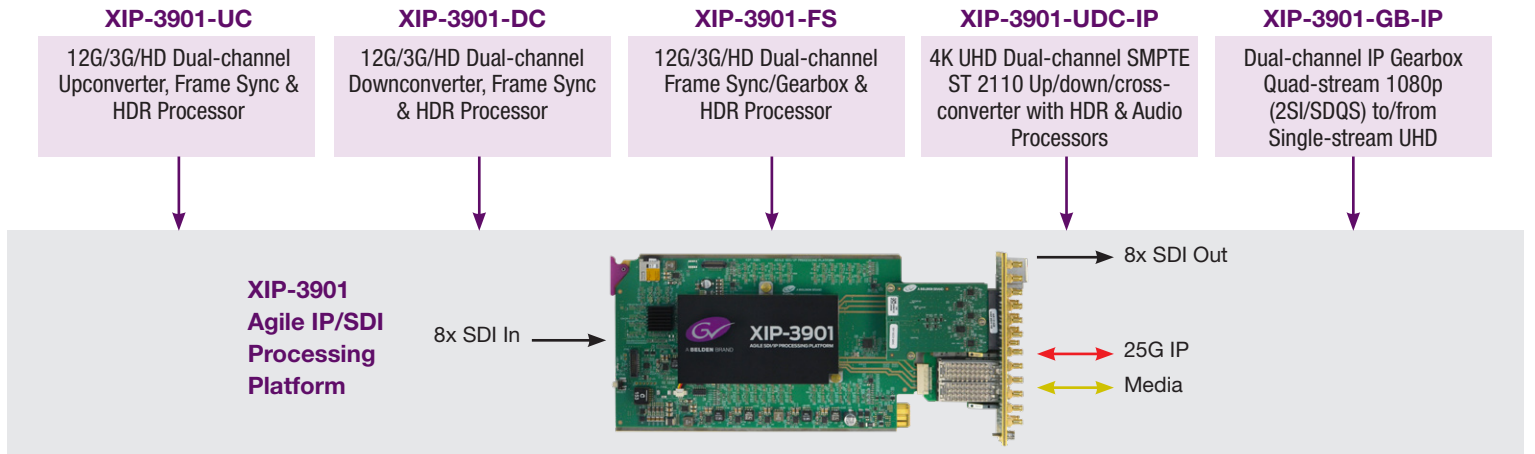 XIP-3901-UC
12G/3G/HD Dual-channel
Upconverter, Frame Sync &
HDR Processor
XIP-3901-DC
12G/3G/HD Dual-channel
Downconverter, Frame Sync
& HDR Processor
XIP-3901-FS
12G/3G/HD Dual-channel
Frame Sync/Gearbox &
HDR Processor
XIP-3901-UDC-IP
4K UHD Dual-channel SMPTE
ST 2110 Up/down/cross-
converter with HDR & Audio
Processors
XIP-3901-GB-IP
Dual-channel IP Gearbox
Quad-stream 1080p
(2SI/SDQS) to/from
Single-stream UHD
XIP-3901
Agile IP/SDI
Processing
Platform
8x SDI In
GV
A BELDEN BRAND
XIP-3901
AGILE SDI/IP PROCESSING PLATFORM
8x SDI Out
25G IP
Media